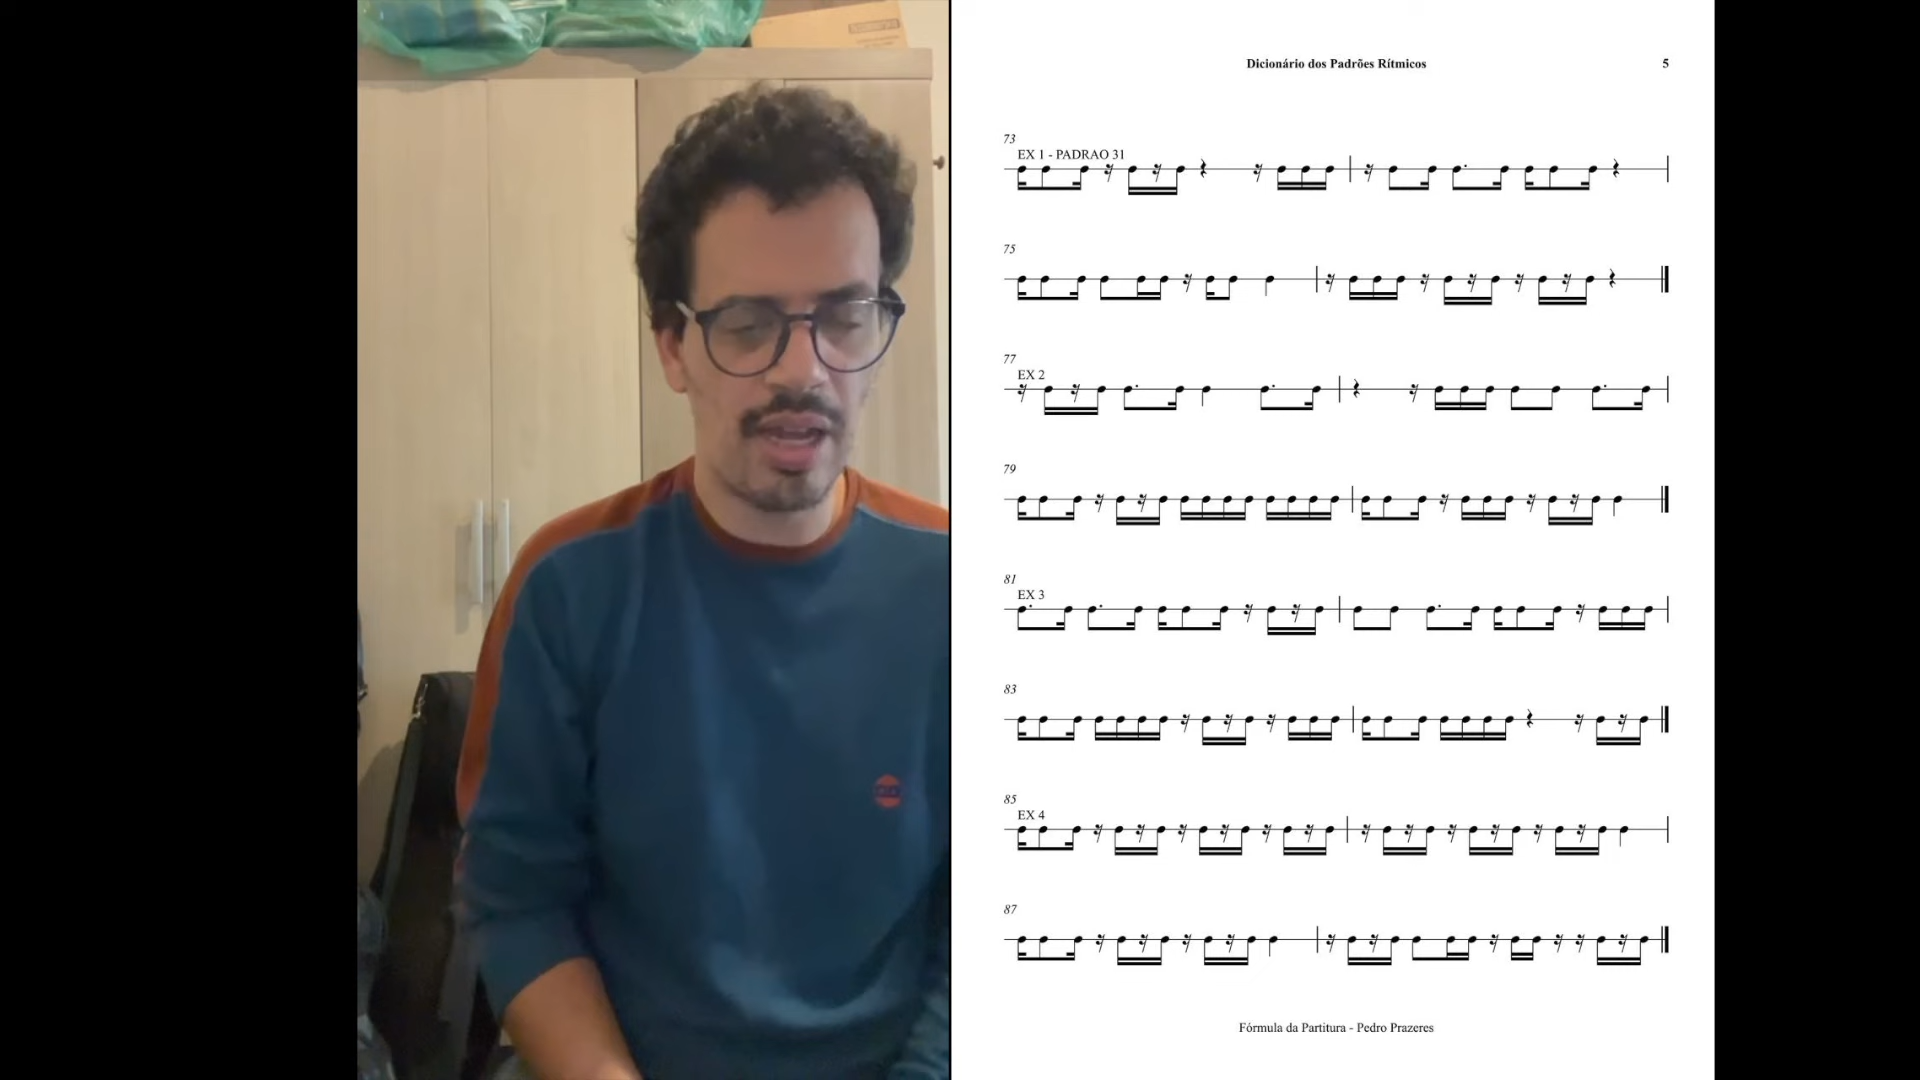 Dicionário dos Padrões Rítmicos
5
73
EX 1 - PADRAO 31
75
77
EX 2
79
81
EX 3
83
85
EX 4
87
Fórmula da Partitura - Pedro Prazeres